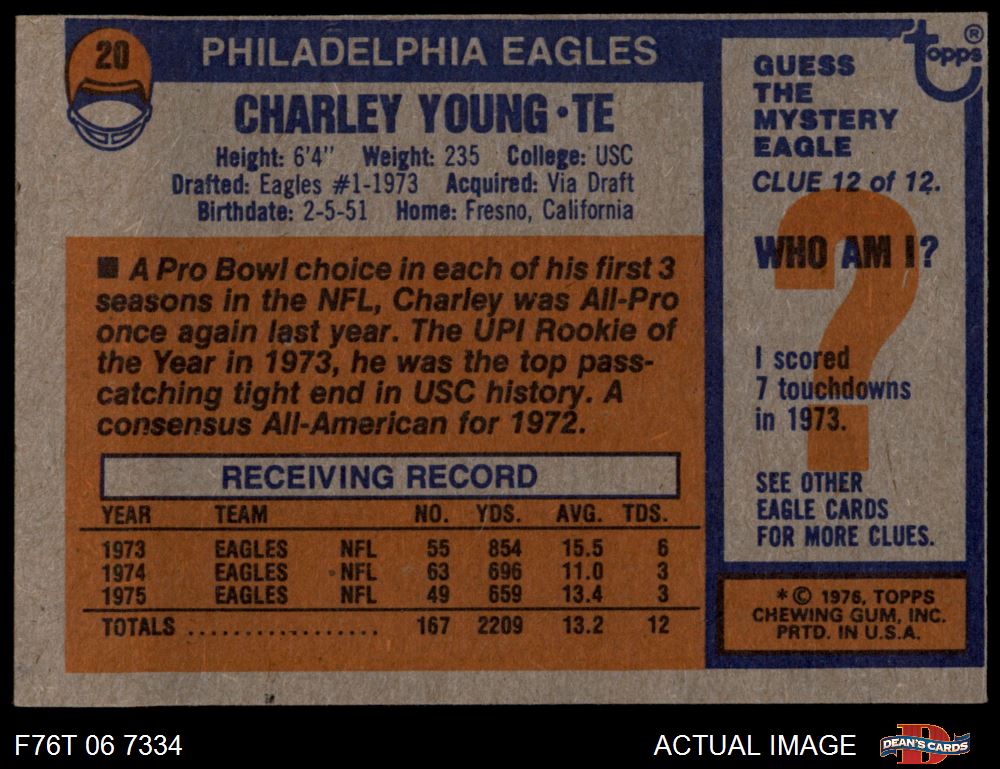 20
PHILADELPHIA EAGLES
CHARLEY YOUNG • TE
Height: 6'4" Weight: 235 College: USC
Drafted: Eagles #1-1973 Acquired: Via Draft
Birthdate: 2-5-51 Home: Fresno, California
■ A Pro Bowl choice in each of his first 3
seasons in the NFL, Charley was All-Pro
once again last year. The UPI Rookie of
the Year in 1973, he was the top pass-
catching tight end in USC history. A
consensus All-American for 1972.
RECEIVING RECORD
YEAR TEAM NO. YDS. AVG. TDS.
1973 EAGLES NFL 55 854 15.5 6
1974 EAGLES NFL 63 696 11.0 3
1975 EAGLES NFL 49 659 13.4 3
TOTALS .................. 167 2209 13.2 12
topps®
GUESS
THE
MYSTERY
EAGLE
CLUE 12 of 12.
?
WHO AM I?
I scored
7 touchdowns
in 1973.
SEE OTHER
EAGLE CARDS
FOR MORE CLUES.
* © 1976, TOPPS
CHEWING GUM, INC.
PRTD. IN U.S.A.
F76T 06 7334
ACTUAL IMAGE
D
DEAN'S CARDS